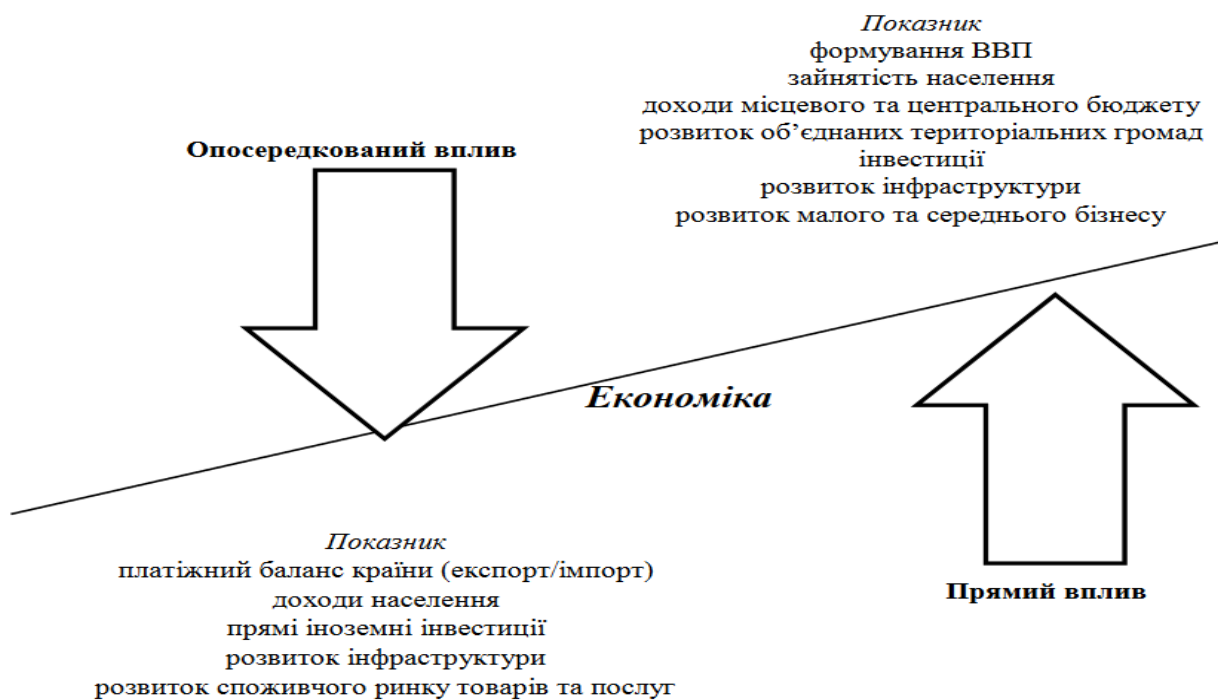 Показник
формування ВВП
зайнятість населення
доходи місцевого та центрального бюджету
розвиток об’єднаних територіальних громад
інвестиції
розвиток інфраструктури
розвиток малого та середнього бізнесу
Опосередкований вплив
Економіка
Показник
платіжний баланс країни (експорт/імпорт)
доходи населення
прямі іноземні інвестиції
розвиток інфраструктури
розвиток споживчого ринку товарів та послуг
Прямий вплив